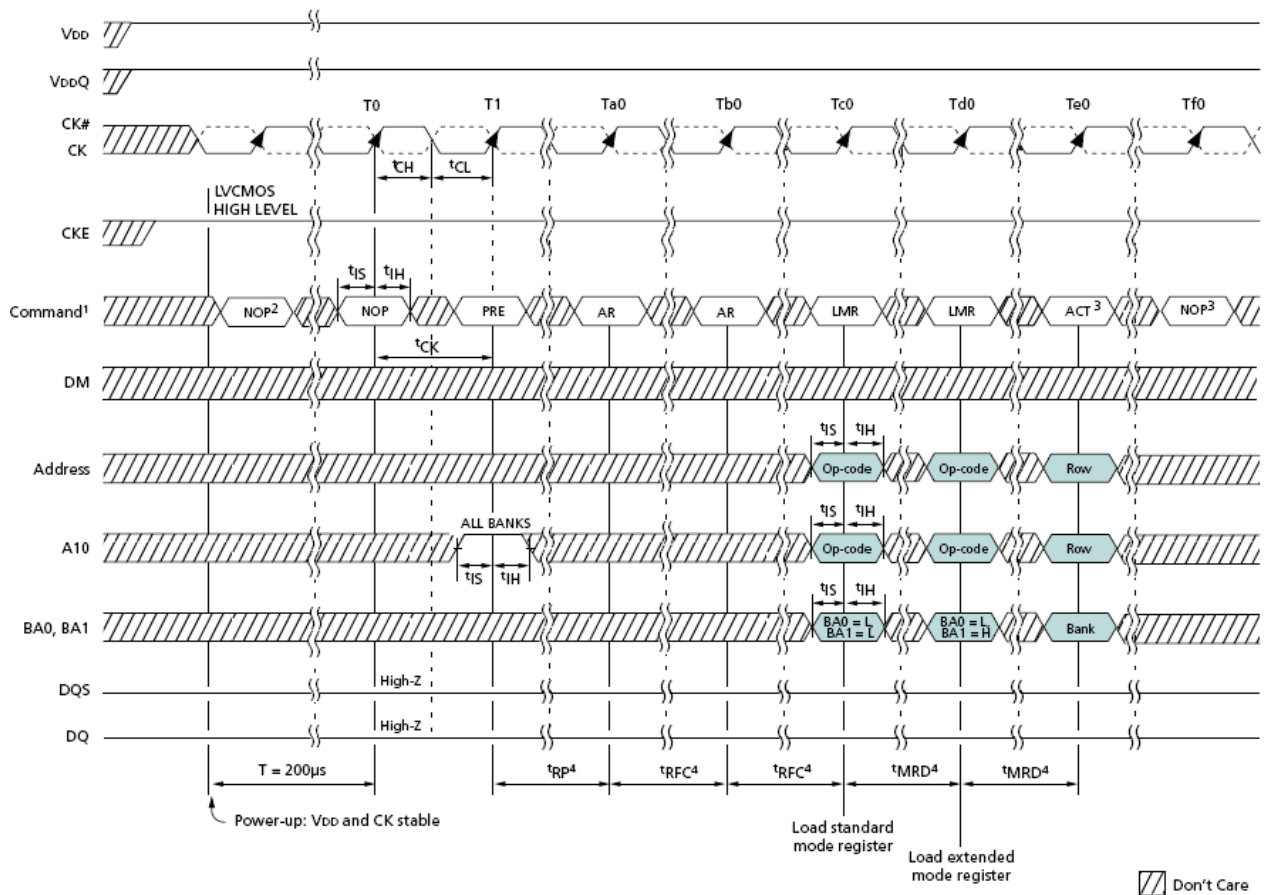 VDD
VDDQ
T0 T1 Ta0 Tb0 Tc0 Td0 Te0 Tf0
CK#
CK
tCH tCL
LVCMOS
HIGH LEVEL
CKE
tIS tIH
Command1 NOP2 NOP PRE AR AR LMR LMR ACT3 NOP3
tCK
DM
tIS tIH
Address Op-code Op-code Row
ALL BANKS tIS tIH
A10 Op-code Op-code Row
tIS tIH tIS tIH
BA0, BA1 BA0 = L, BA1 = L BA0 = L, BA1 = H Bank
High-Z
DQS
High-Z
DQ
T = 200µs tRP4 tRFC4 tRFC4 tMRD4 tMRD4
Power-up: VDD and CK stable
Load standard
mode register
Load extended
mode register
Don't Care